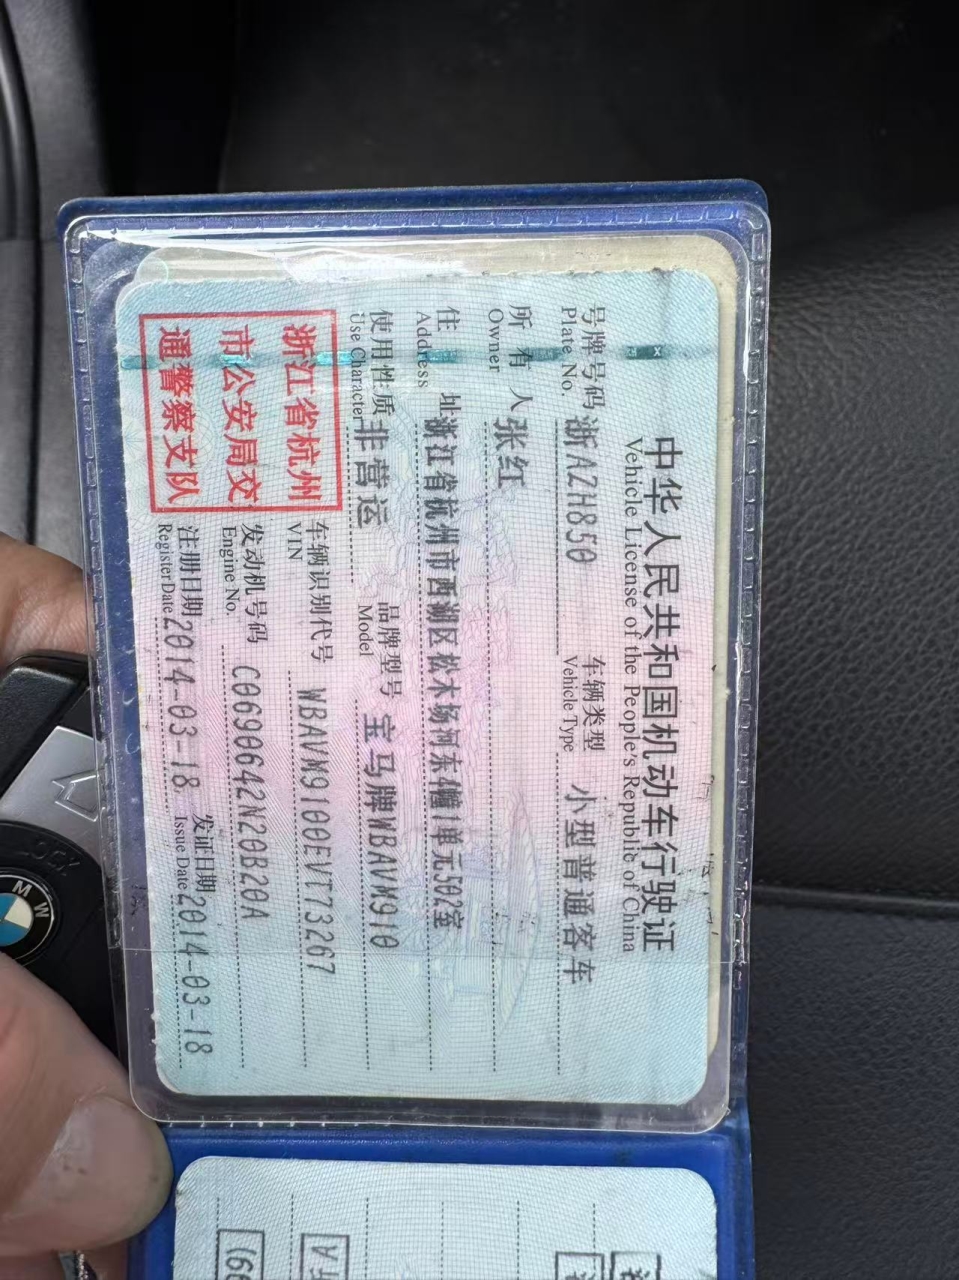 中华人民共和国机动车行驶证
Vehicle License of the People's Republic of China
号牌号码 浙AZH850 车辆类型 小型普通客车
Plate No. Vehicle Type
所有人 张红
Owner
住址 浙江省杭州市西湖区松木场河东4幢1单元502室
Address
使用性质 非营运 品牌型号 宝马牌WBAVM910
Use Character Model
浙江省杭州
市公安局交
通警察支队
车辆识别代号 WBAVM9100EVT73267
VIN
发动机号码 C0690642N20B20A
Engine No.
注册日期 2014-03-18 发证日期 2014-03-18
Register Date Issue Date
BMW